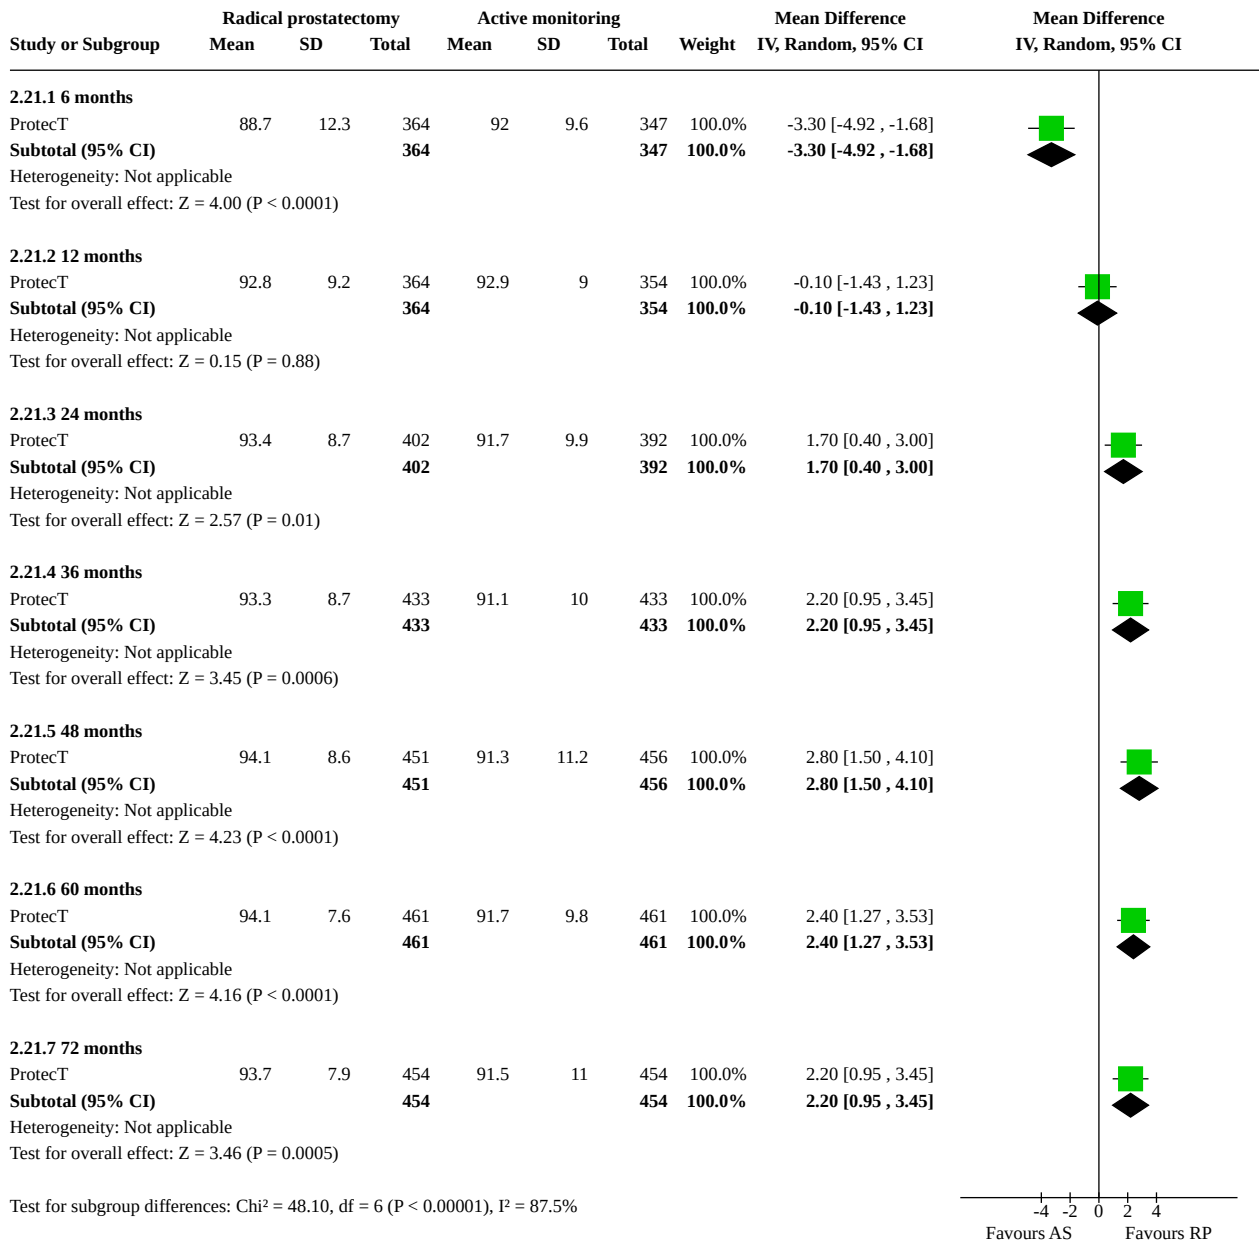 Radical prostatectomy Active monitoring Mean Difference Mean Difference
Study or Subgroup Mean SD Total Mean SD Total Weight IV, Random, 95% CI IV, Random, 95% CI
2.21.1 6 months
ProtecT 88.7 12.3 364 92 9.6 347 100.0% -3.30 [-4.92 , -1.68]
Subtotal (95% CI) 364 347 100.0% -3.30 [-4.92 , -1.68]
Heterogeneity: Not applicable
Test for overall effect: Z = 4.00 (P < 0.0001)
2.21.2 12 months
ProtecT 92.8 9.2 364 92.9 9 354 100.0% -0.10 [-1.43 , 1.23]
Subtotal (95% CI) 364 354 100.0% -0.10 [-1.43 , 1.23]
Heterogeneity: Not applicable
Test for overall effect: Z = 0.15 (P = 0.88)
2.21.3 24 months
ProtecT 93.4 8.7 402 91.7 9.9 392 100.0% 1.70 [0.40 , 3.00]
Subtotal (95% CI) 402 392 100.0% 1.70 [0.40 , 3.00]
Heterogeneity: Not applicable
Test for overall effect: Z = 2.57 (P = 0.01)
2.21.4 36 months
ProtecT 93.3 8.7 433 91.1 10 433 100.0% 2.20 [0.95 , 3.45]
Subtotal (95% CI) 433 433 100.0% 2.20 [0.95 , 3.45]
Heterogeneity: Not applicable
Test for overall effect: Z = 3.45 (P = 0.0006)
2.21.5 48 months
ProtecT 94.1 8.6 451 91.3 11.2 456 100.0% 2.80 [1.50 , 4.10]
Subtotal (95% CI) 451 456 100.0% 2.80 [1.50 , 4.10]
Heterogeneity: Not applicable
Test for overall effect: Z = 4.23 (P < 0.0001)
2.21.6 60 months
ProtecT 94.1 7.6 461 91.7 9.8 461 100.0% 2.40 [1.27 , 3.53]
Subtotal (95% CI) 461 461 100.0% 2.40 [1.27 , 3.53]
Heterogeneity: Not applicable
Test for overall effect: Z = 4.16 (P < 0.0001)
2.21.7 72 months
ProtecT 93.7 7.9 454 91.5 11 454 100.0% 2.20 [0.95 , 3.45]
Subtotal (95% CI) 454 454 100.0% 2.20 [0.95 , 3.45]
Heterogeneity: Not applicable
Test for overall effect: Z = 3.46 (P = 0.0005)
Test for subgroup differences: Chi² = 48.10, df = 6 (P < 0.00001), I² = 87.5%
-4 -2 0 2 4
Favours AS Favours RP